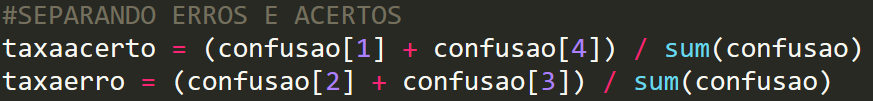 #SEPARANDO ERROS E ACERTOS
taxaacerto = (confusao[1] + confusao[4]) / sum(confusao)
taxaerro = (confusao[2] + confusao[3]) / sum(confusao)